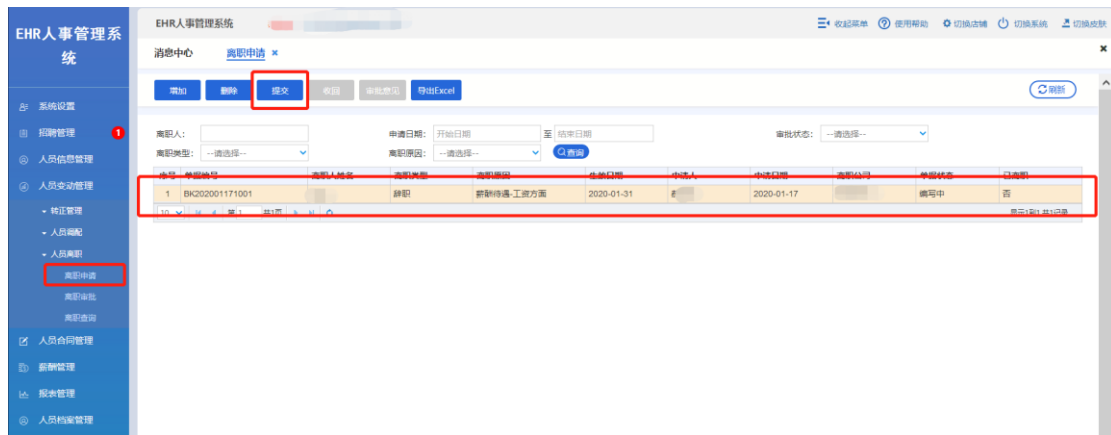 EHR人事管理系统
EHR人事管理系统
收起菜单 使用帮助 切换店铺 切换系统 切换皮肤
消息中心 离职申请 ×
增加 删除 提交 收回 审批意见 导出Excel 刷新
系统设置
招聘管理 1
人员信息管理
人员变动管理
转正管理
人员调配
人员离职
离职申请
离职审批
离职查询
人员合同管理
薪酬管理
报表管理
人员档案管理
离职人: 申请日期: 开始日期 至 结束日期 审批状态: --请选择--
离职类型: --请选择-- 离职原因: --请选择-- 查询
序号 单据编号 离职人姓名 离职类型 离职原因 生效日期 申请人 申请日期 离职公司 单据状态 已离职
1 BK202001171001 辞职 薪酬待遇-工资方面 2020-01-31 2020-01-17 编写中 否
10 第 1 共1页 显示1到1,共1记录